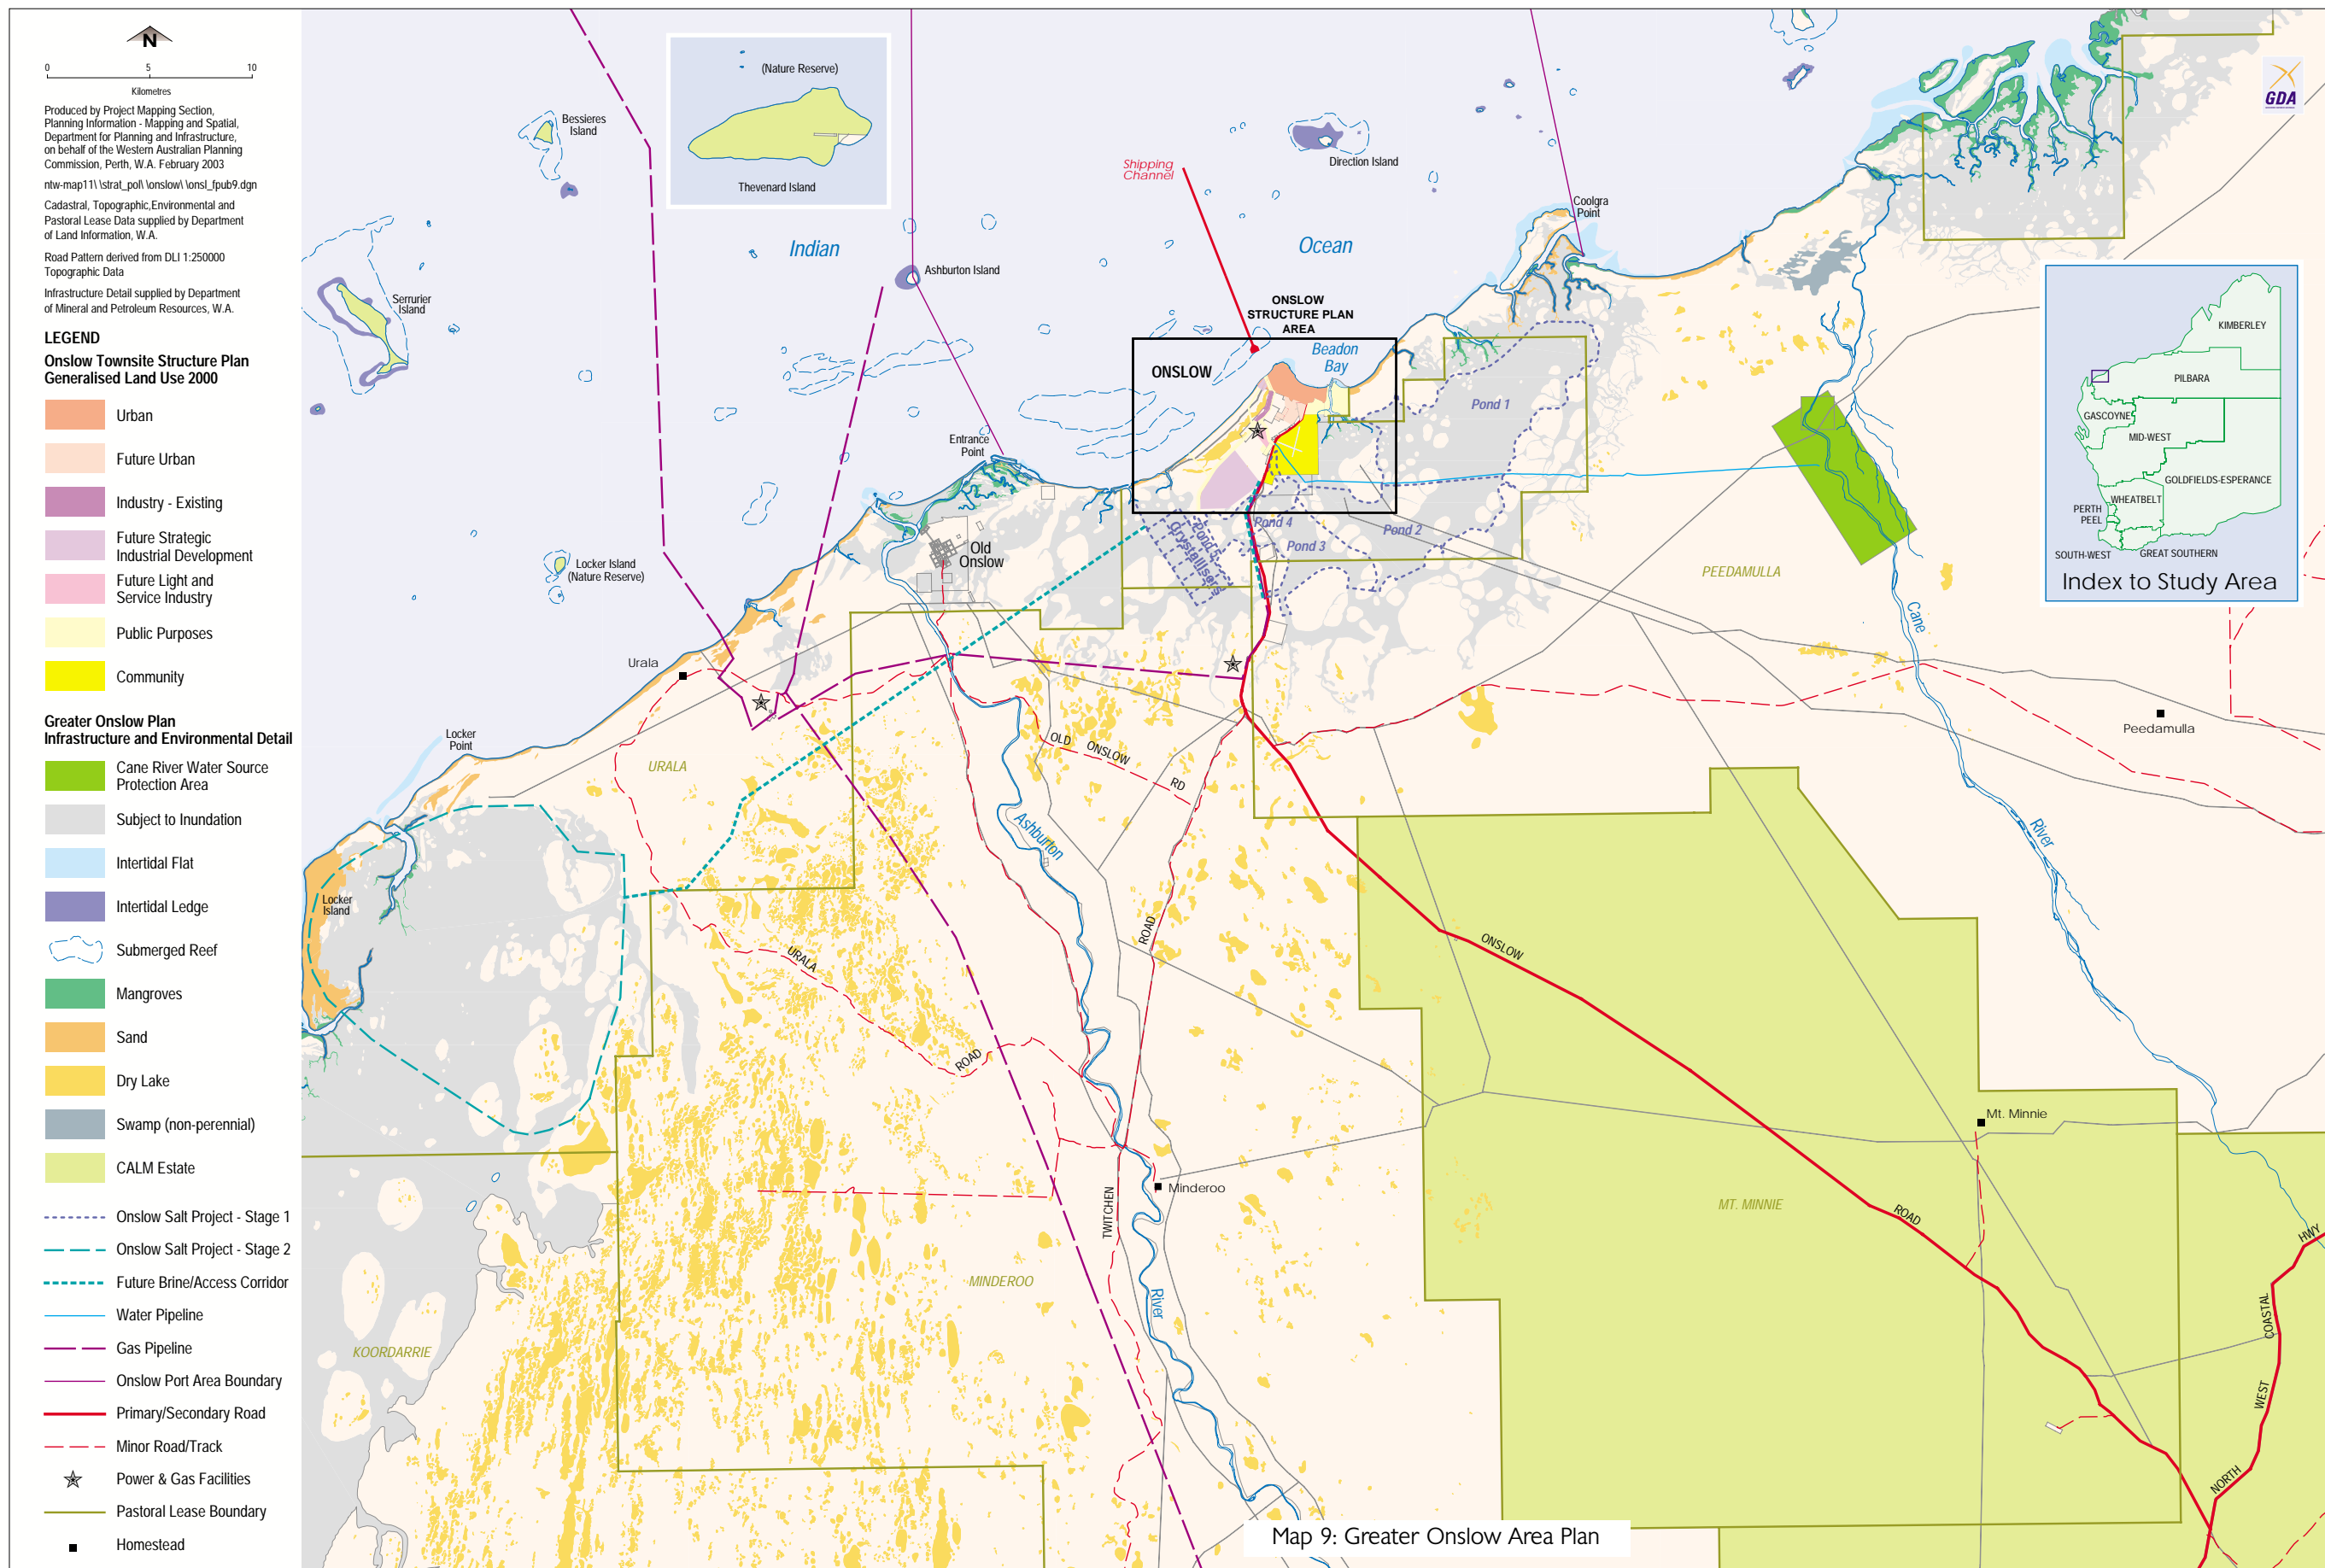 N
0 5 10
Kilometres
Produced by Project Mapping Section,
Planning Information - Mapping and Spatial,
Department for Planning and Infrastructure,
on behalf of the Western Australian Planning
Commission, Perth, W.A. February 2003
ntw-map11\ \strat_pol\ \onslow\ \onsl_fpub9.dgn
Cadastral, Topographic,Environmental and
Pastoral Lease Data supplied by Department
of Land Information, W.A.
Road Pattern derived from DLI 1:250000
Topographic Data
Infrastructure Detail supplied by Department
of Mineral and Petroleum Resources, W.A.
LEGEND
Onslow Townsite Structure Plan
Generalised Land Use 2000
Urban
Future Urban
Industry - Existing
Future Strategic
Industrial Development
Future Light and
Service Industry
Public Purposes
Community
Greater Onslow Plan
Infrastructure and Environmental Detail
Cane River Water Source
Protection Area
Subject to Inundation
Intertidal Flat
Intertidal Ledge
Submerged Reef
Mangroves
Sand
Dry Lake
Swamp (non-perennial)
CALM Estate
Onslow Salt Project - Stage 1
Onslow Salt Project - Stage 2
Future Brine/Access Corridor
Water Pipeline
Gas Pipeline
Onslow Port Area Boundary
Primary/Secondary Road
Minor Road/Track
Power & Gas Facilities
Pastoral Lease Boundary
Homestead
(Nature Reserve)
Thevenard Island
Bessieres
Island
Serrurier
Island
Indian
Ocean
Ashburton Island
Shipping
Channel
Direction Island
Coolgra
Point
GDA
ONSLOW
STRUCTURE PLAN
AREA
ONSLOW
Beadon
Bay
Pond 1
Pond 2
Pond 3
Pond 4
Pond 5
Crystalliser
Entrance
Point
Old
Onslow
Locker Island
(Nature Reserve)
Urala
Locker
Point
URALA
Locker
Island
PEEDAMULLA
Cane
River
Peedamulla
KIMBERLEY
PILBARA
GASCOYNE
MID-WEST
GOLDFIELDS-ESPERANCE
WHEATBELT
PERTH
PEEL
SOUTH-WEST
GREAT SOUTHERN
Index to Study Area
OLD ONSLOW RD
Ashburton
River
URALA ROAD
TWITCHEN ROAD
ONSLOW ROAD
Mt. Minnie
MT. MINNIE
Minderoo
MINDEROO
KOORDARRIE
NORTH WEST COASTAL HWY
Map 9: Greater Onslow Area Plan